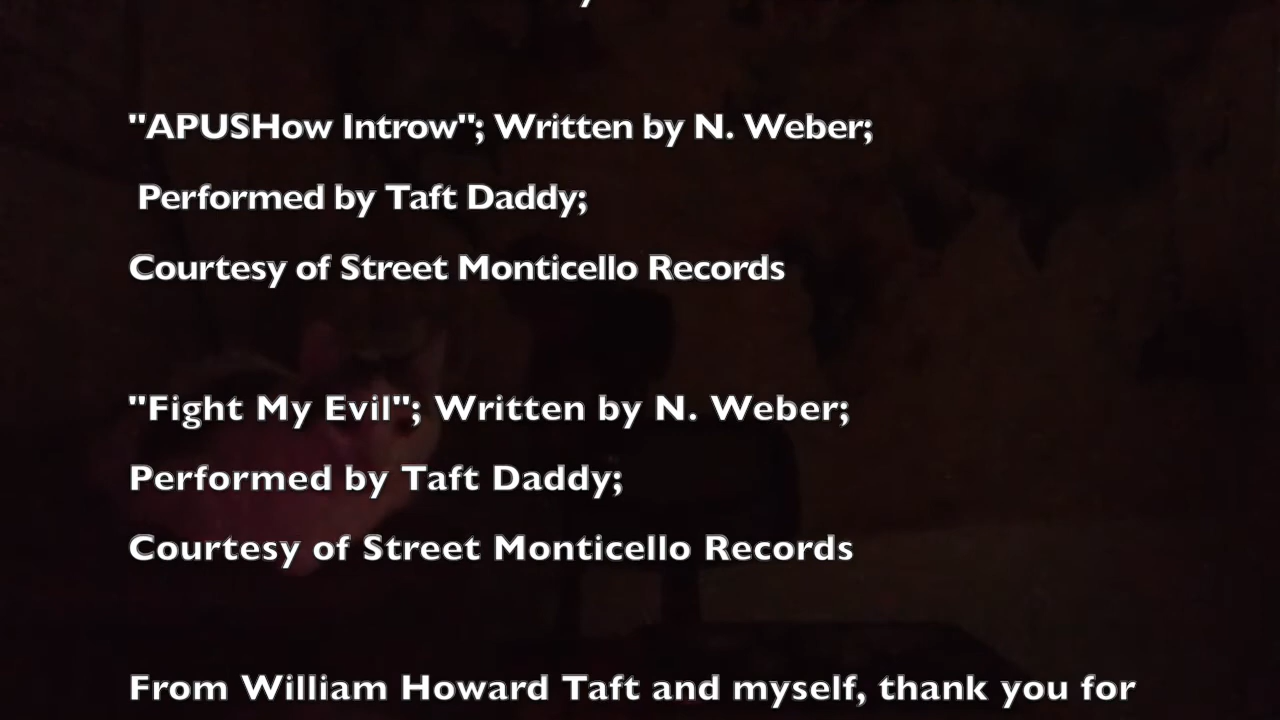 "APUSHow Introw"; Written by N. Weber;
Performed by Taft Daddy;
Courtesy of Street Monticello Records
"Fight My Evil"; Written by N. Weber;
Performed by Taft Daddy;
Courtesy of Street Monticello Records
From William Howard Taft and myself, thank you for